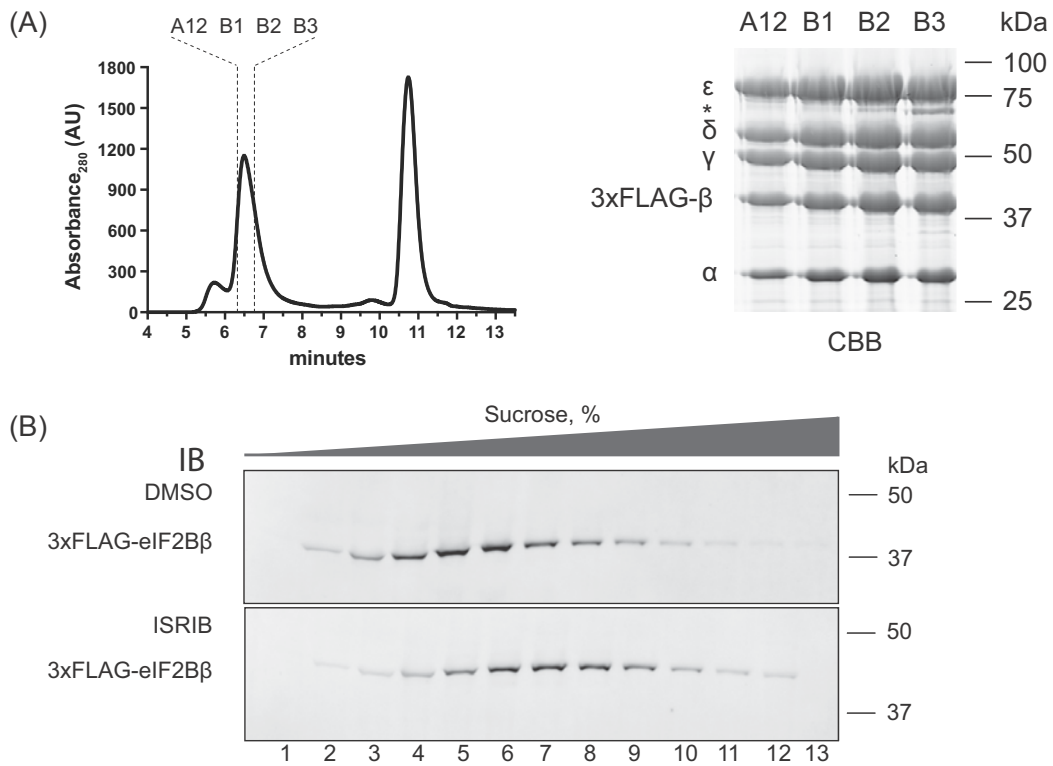 (A)
A12 B1 B2 B3
1800
1500
1200
900
600
300
0
Absorbance280 (AU)
4 5 6 7 8 9 10 11 12 13
minutes
A12 B1 B2 B3 kDa
ε
*
δ
γ
3xFLAG-β
α
100
75
50
37
25
CBB
(B)
Sucrose, %
IB
kDa
DMSO
50
3xFLAG-eIF2Bβ
37
ISRIB
50
3xFLAG-eIF2Bβ
37
1 2 3 4 5 6 7 8 9 10 11 12 13